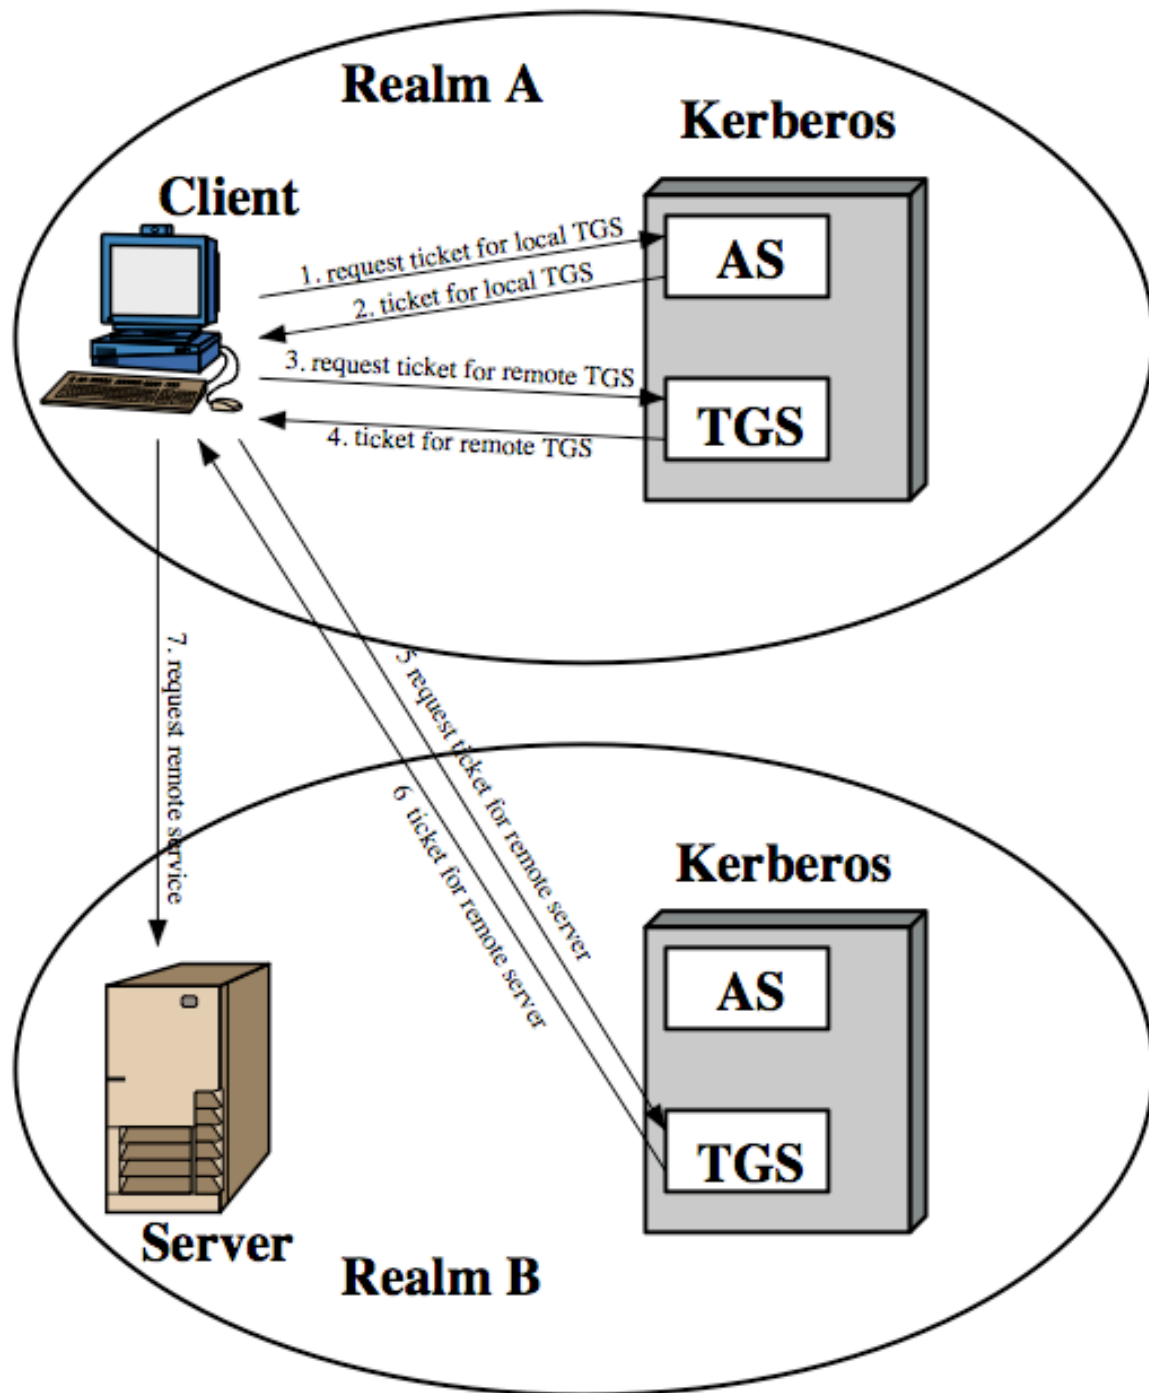 Realm A
Kerberos
Client
1. request ticket for local TGS
AS
2. ticket for local TGS
3. request ticket for remote TGS
TGS
4. ticket for remote TGS
7. request remote service
5 request ticket for remote server
6 ticket for remote server
Kerberos
AS
TGS
Server
Realm B